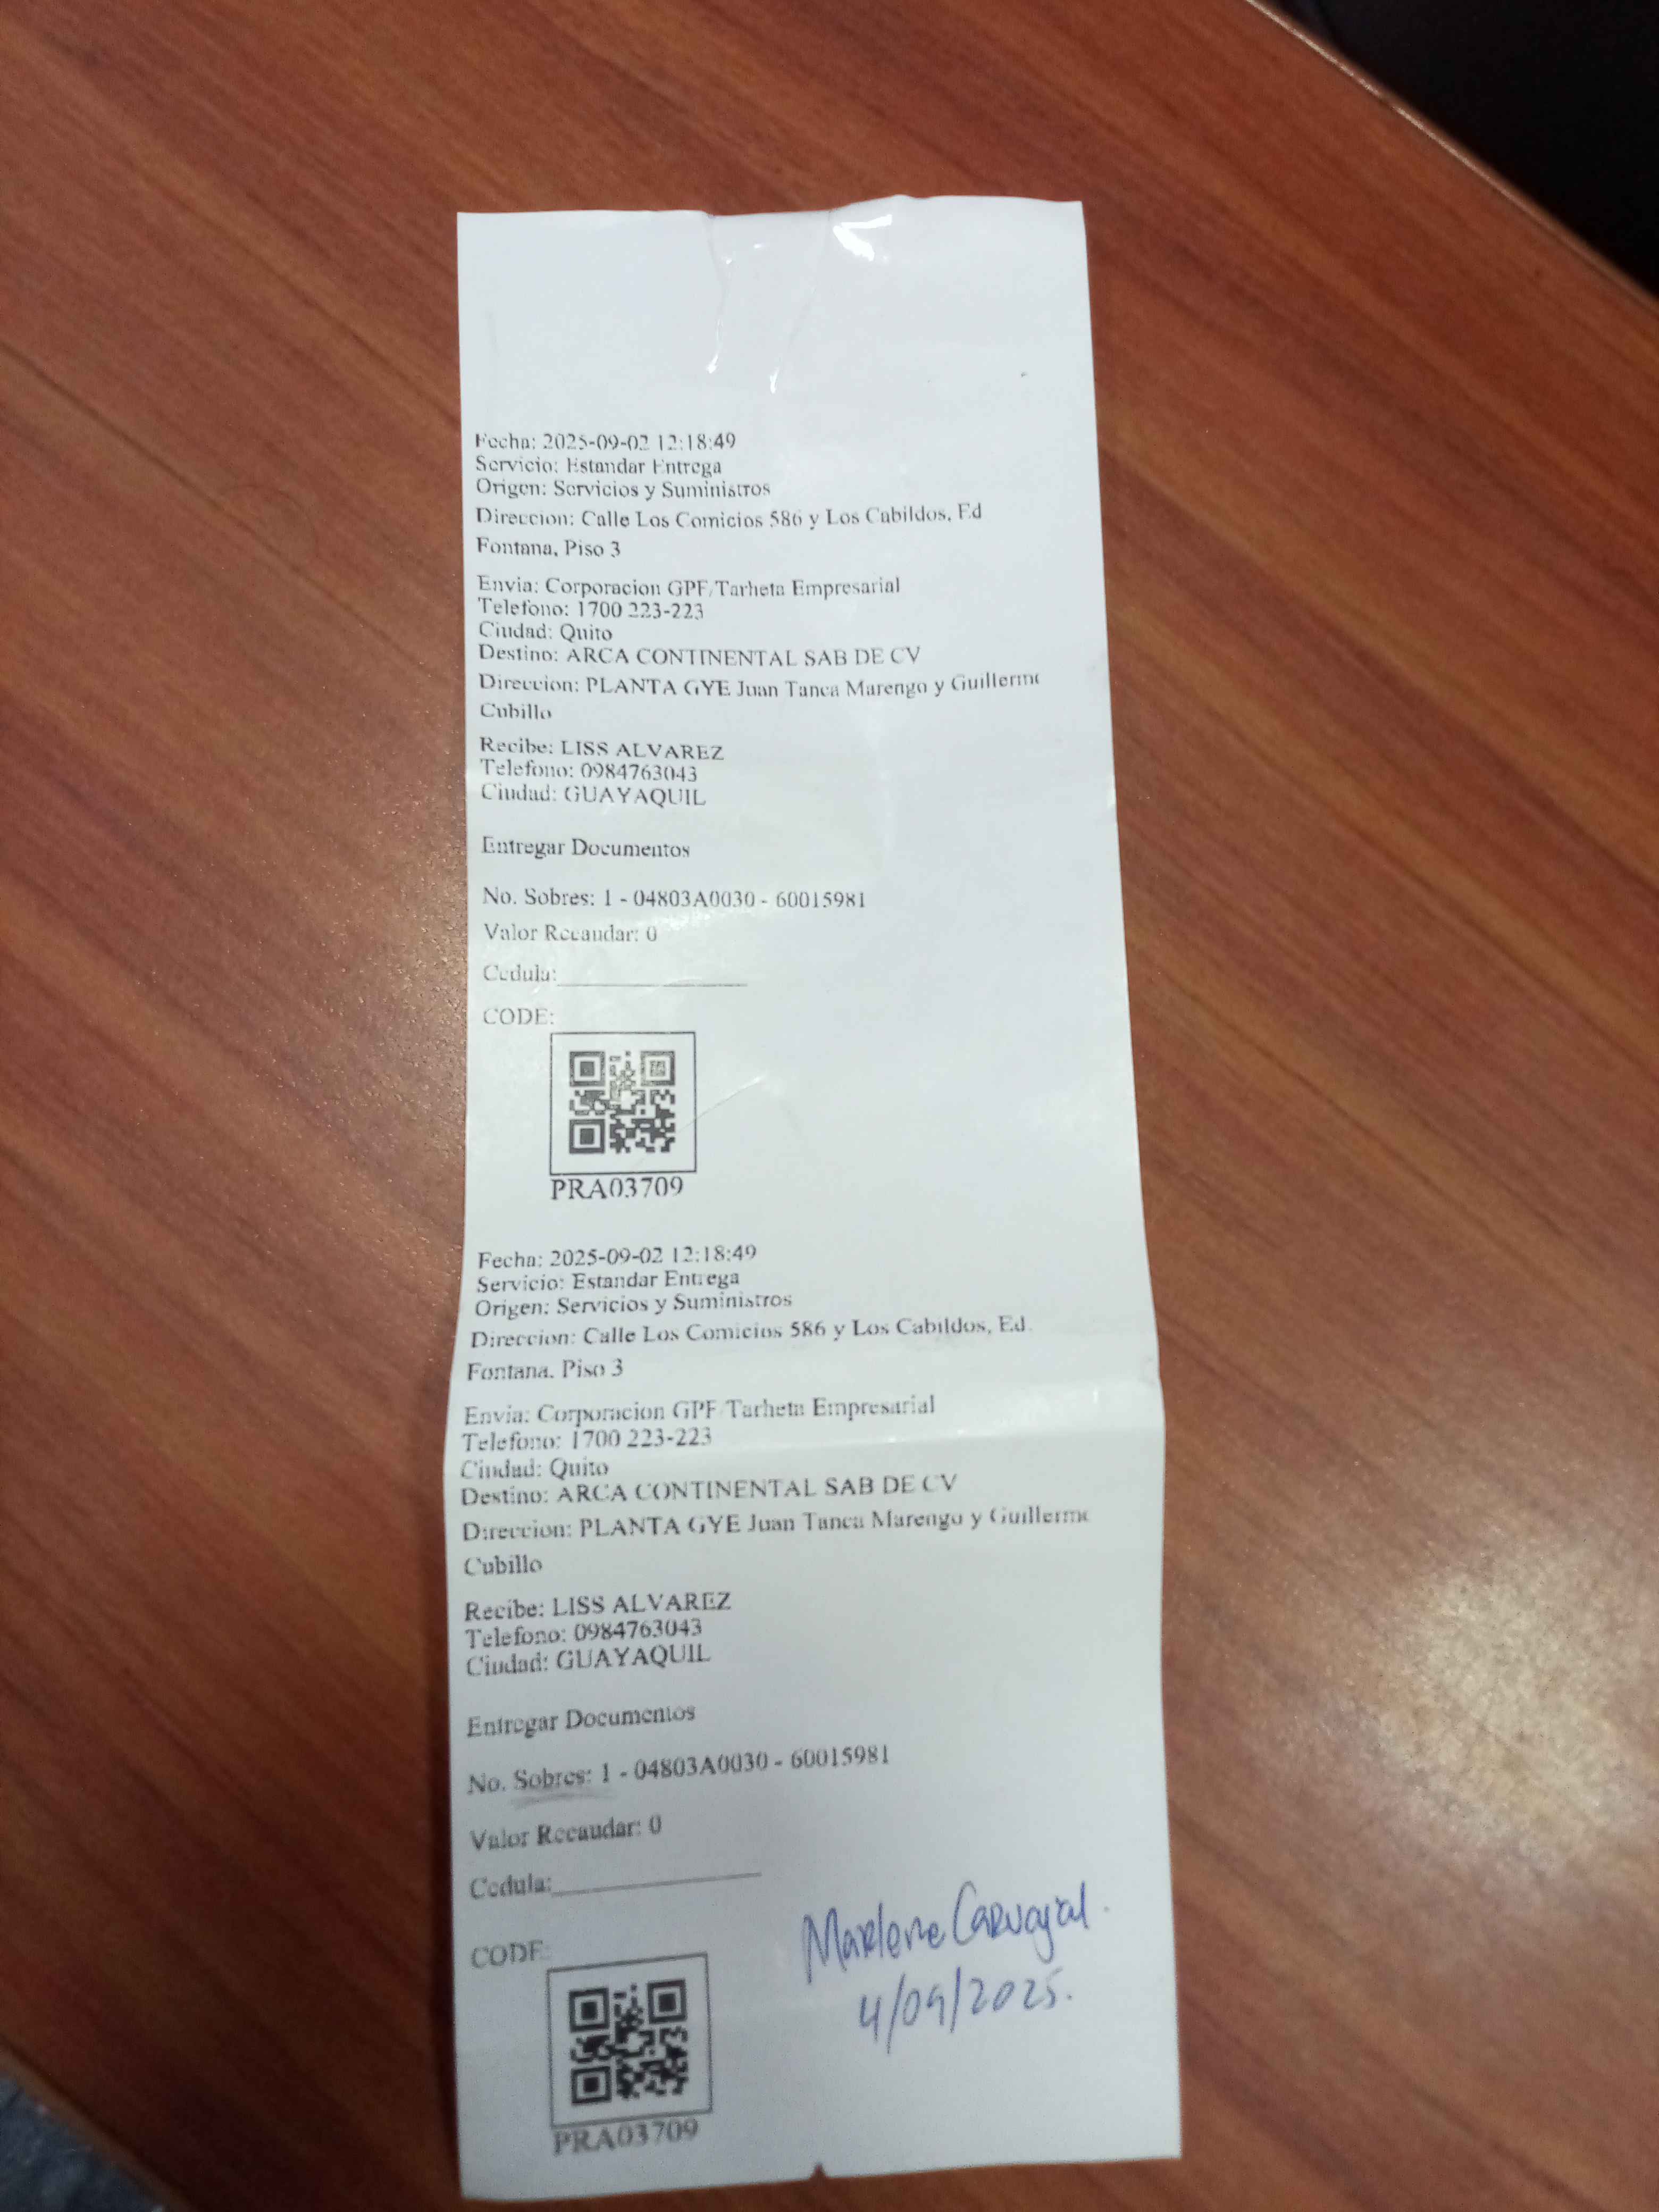 Fecha: 2025-09-02 12:18:49
Servicio: Estandar Entrega
Origen: Servicios y Suministros
Direccion: Calle Los Comicios 586 y Los Cabildos, Ed
Fontana, Piso 3
Envia: Corporacion GPF/Tarheta Empresarial
Telefono: 1700 223-223
Ciudad: Quito
Destino: ARCA CONTINENTAL SAB DE CV
Direccion: PLANTA GYE Juan Tanca Marengo y Guillermo
Cubillo
Recibe: LISS ALVAREZ
Telefono: 0984763043
Ciudad: GUAYAQUIL
Entregar Documentos
No. Sobres: 1 - 04803A0030 - 60015981
Valor Recaudar: 0
Cedula:
CODE:
PRA03709
Fecha: 2025-09-02 12:18:49
Servicio: Estandar Entrega
Origen: Servicios y Suministros
Direccion: Calle Los Comicios 586 y Los Cabildos, Ed.
Fontana. Piso 3
Envia: Corporacion GPF/Tarheta Empresarial
Telefono: 1700 223-223
Ciudad: Quito
Destino: ARCA CONTINENTAL SAB DE CV
Direccion: PLANTA GYE Juan Tanca Marengo y Guillermo
Cubillo
Recibe: LISS ALVAREZ
Telefono: 0984763043
Ciudad: GUAYAQUIL
Entregar Documentos
No. Sobres: 1 - 04803A0030 - 60015981
Valor Recaudar: 0
Cedula:
Marlene Carvajal.
CODE:
4/09/2025.
PRA03709